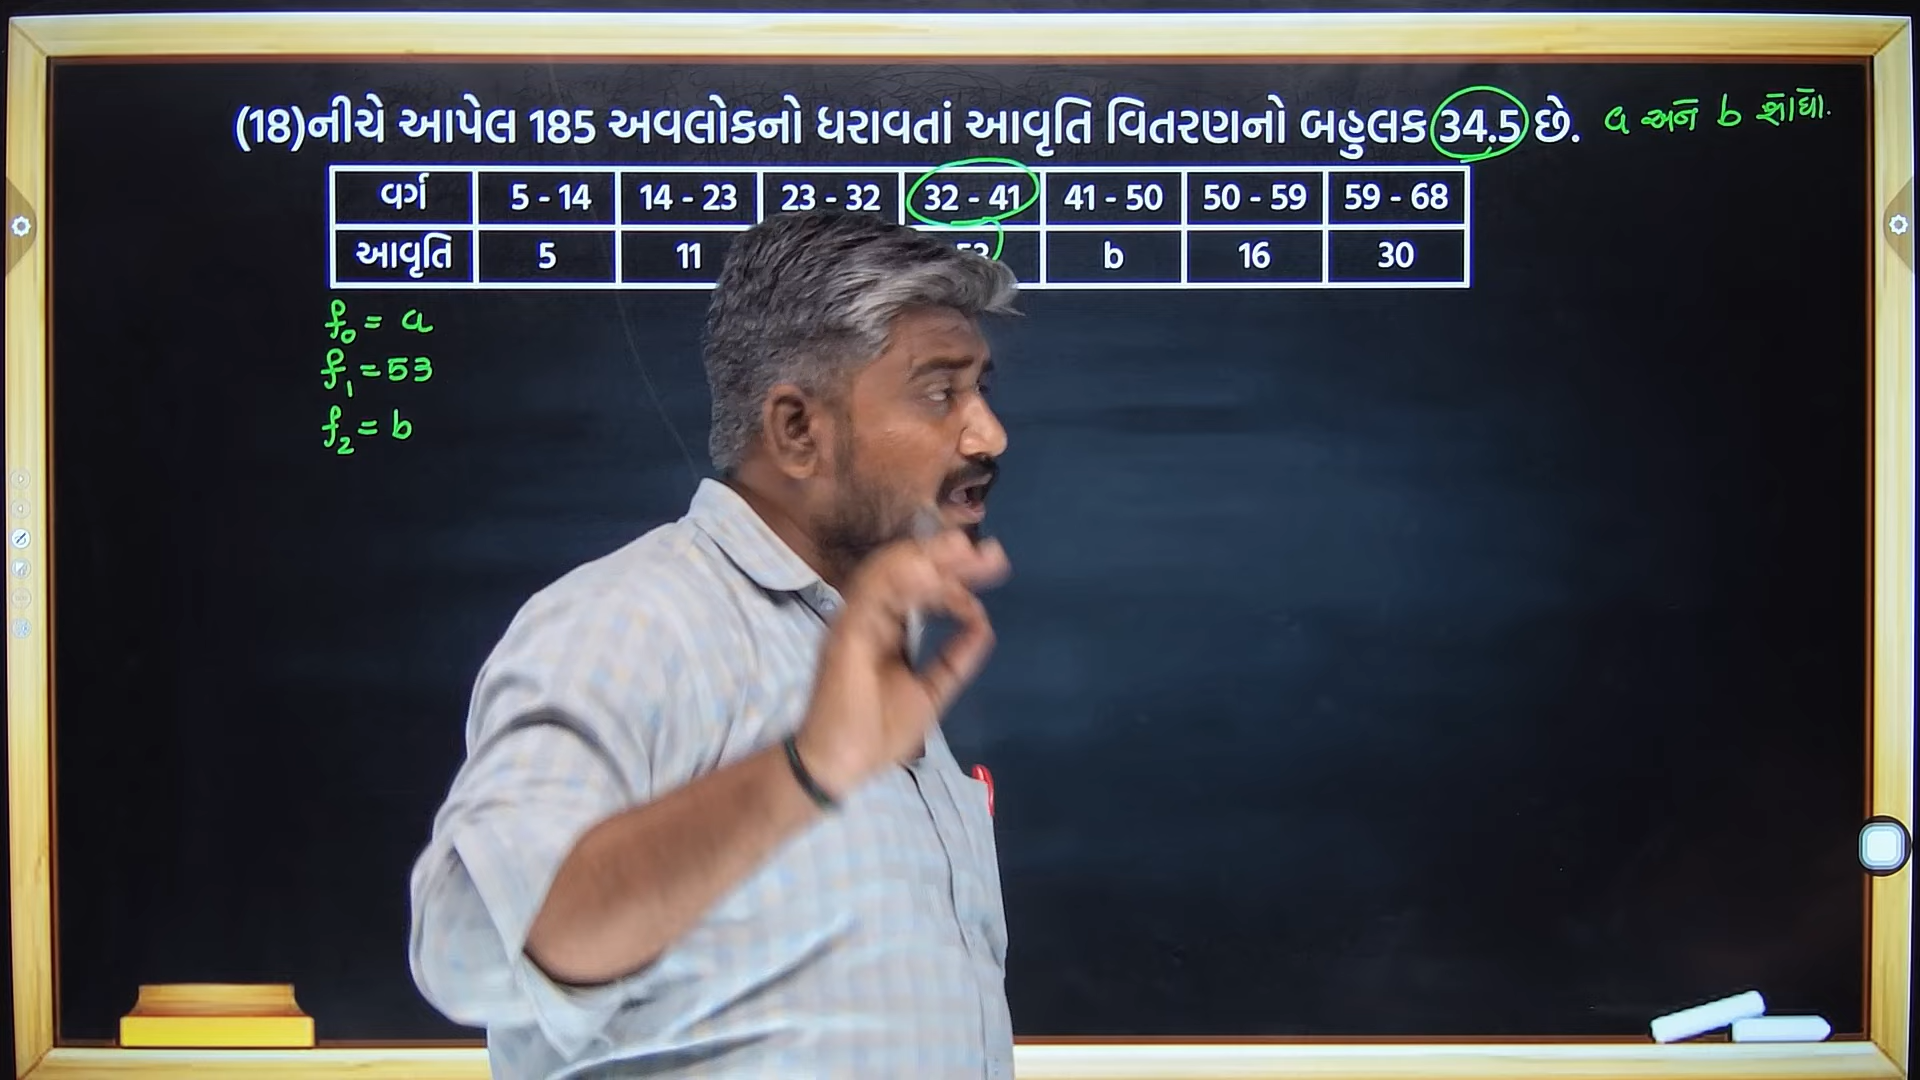 (18)નીચે આપેલ 185 અવલોકનો ધરાવતાં આવૃતિ વિતરણનો બહુલક 34.5 છે. a અને b શોધો.
વર્ગ 5 - 14 14 - 23 23 - 32 32 - 41 41 - 50 50 - 59 59 - 68
આવૃતિ 5 11 53 b 16 30
f₀ = a
f₁ = 53
f₂ = b